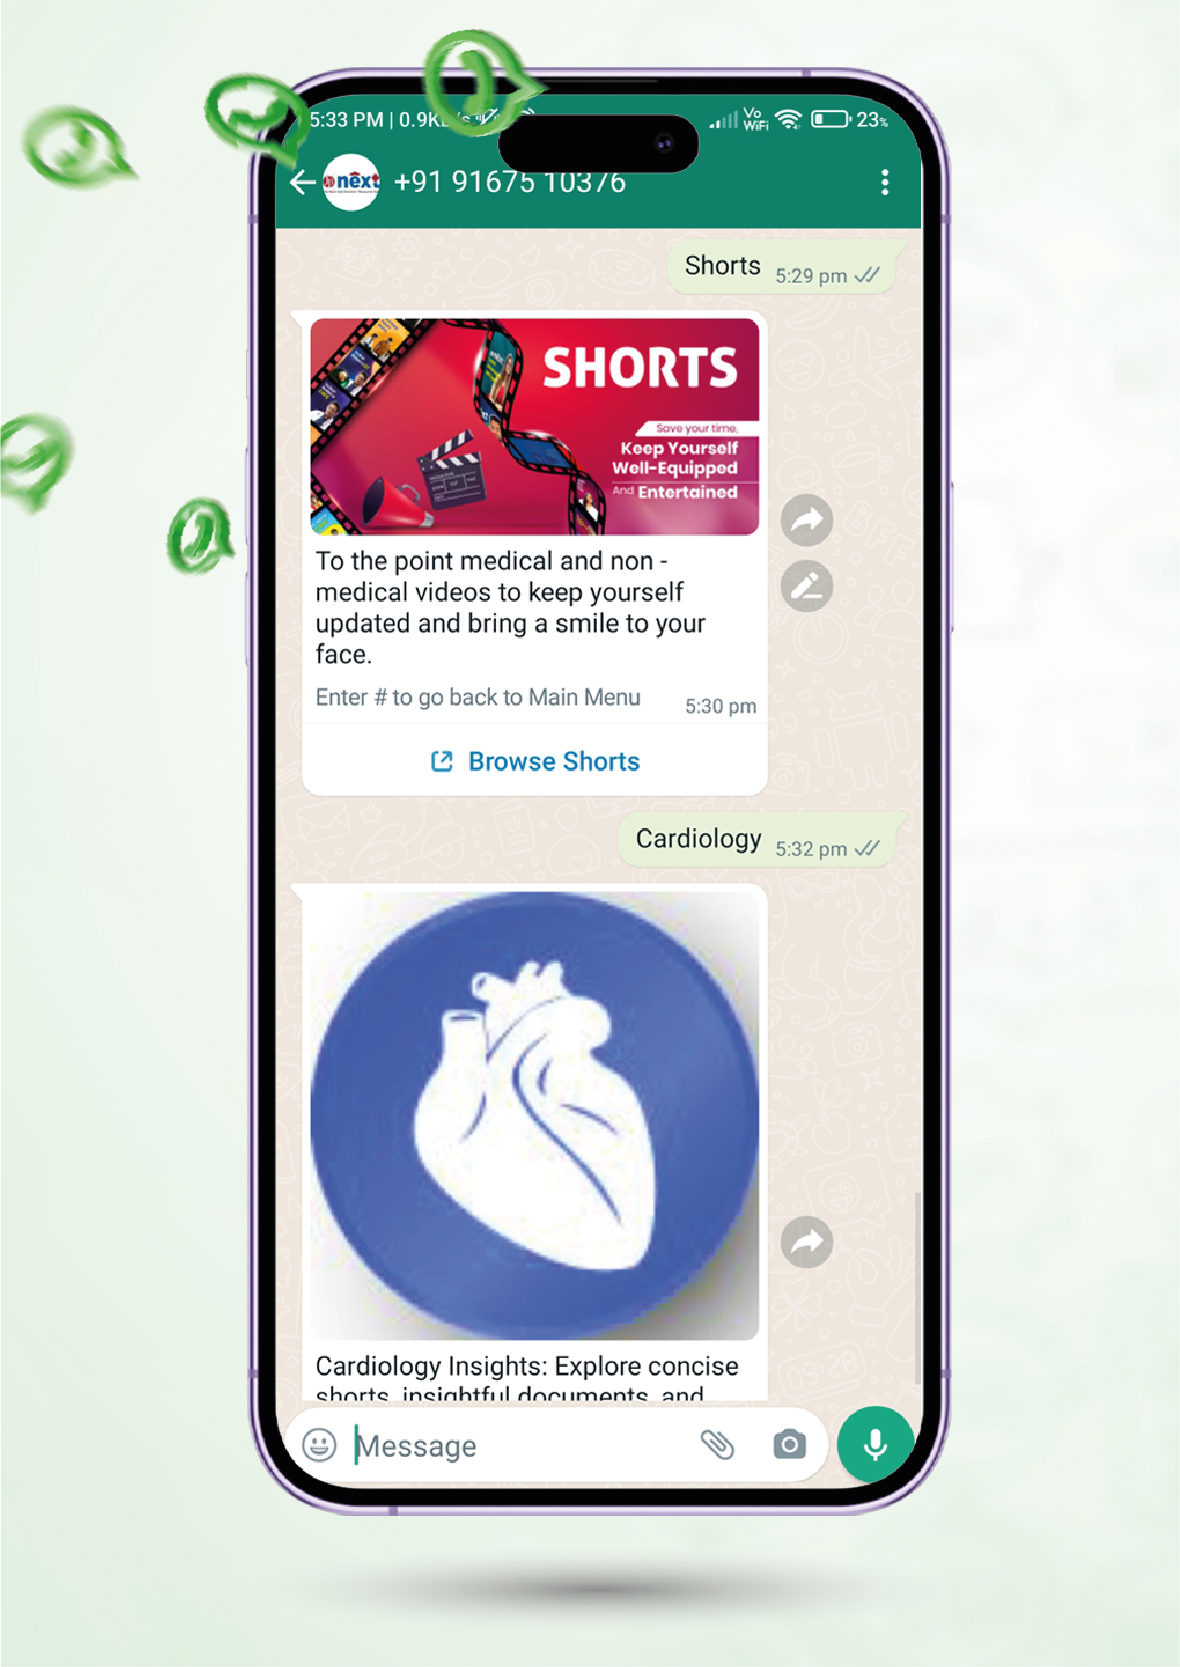 5:33 PM | 0.9K
Vo
WiFi
23%
next
+91 91675 10376
Shorts 5:29 pm
SHORTS
Save your time,
Keep Yourself
Well-Equipped
And Entertained
To the point medical and non -
medical videos to keep yourself
updated and bring a smile to your
face.
Enter # to go back to Main Menu 5:30 pm
Browse Shorts
Cardiology 5:32 pm
Cardiology Insights: Explore concise
shorts, insightful documents, and
Message